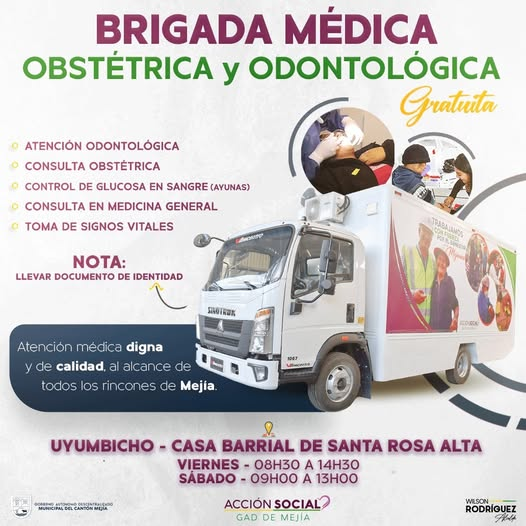 BRIGADA MÉDICA
OBSTÉTRICA y ODONTOLÓGICA
Gratuita
ATENCIÓN ODONTOLÓGICA
CONSULTA OBSTÉTRICA
CONTROL DE GLUCOSA EN SANGRE (AYUNAS)
CONSULTA EN MEDICINA GENERAL
TOMA DE SIGNOS VITALES
NOTA:
LLEVAR DOCUMENTO DE IDENTIDAD
TRABAJAMOS
SINOTRUK
1067
Atención médica digna
y de calidad, al alcance de
todos los rincones de Mejía.
UYUMBICHO - CASA BARRIAL DE SANTA ROSA ALTA
VIERNES - 08H30 A 14H30
SÁBADO - 09H00 A 13H00
GOBIERNO AUTÓNOMO DESCENTRALIZADO
MUNICIPAL DEL CANTÓN MEJÍA
ACCIÓN SOCIAL
GAD DE MEJÍA
WILSON
RODRÍGUEZ
Alcalde